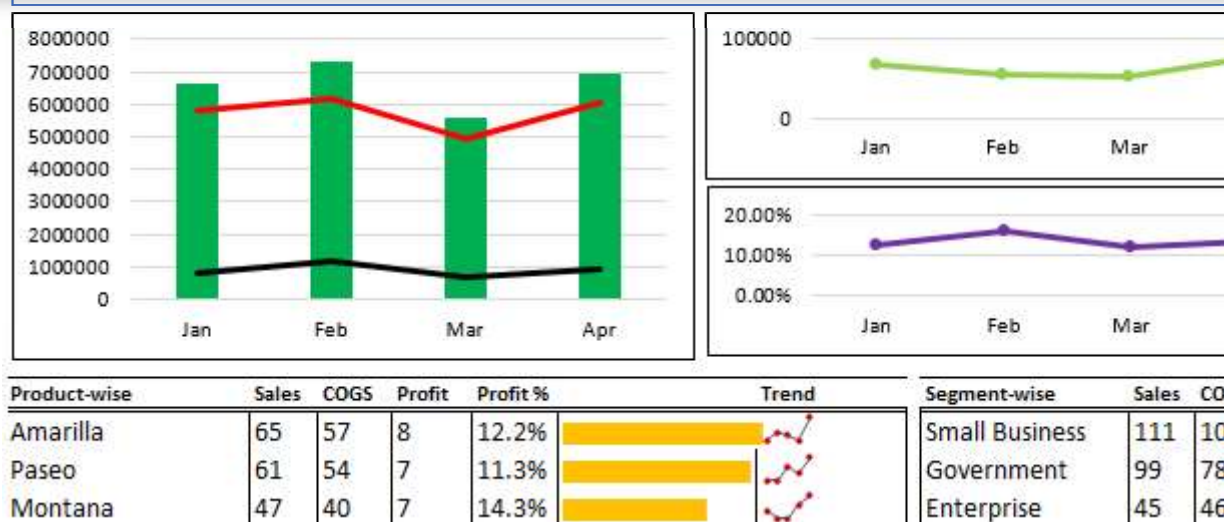 8000000
7000000
6000000
5000000
4000000
3000000
2000000
1000000
0
Jan Feb Mar Apr
100000
0
Jan Feb Mar
20.00%
10.00%
0.00%
Jan Feb Mar
Product-wise Sales COGS Profit Profit % Trend
Amarilla 65 57 8 12.2%
Paseo 61 54 7 11.3%
Montana 47 40 7 14.3%
Segment-wise Sales CO
Small Business 111 10
Government 99 78
Enterprise 45 46